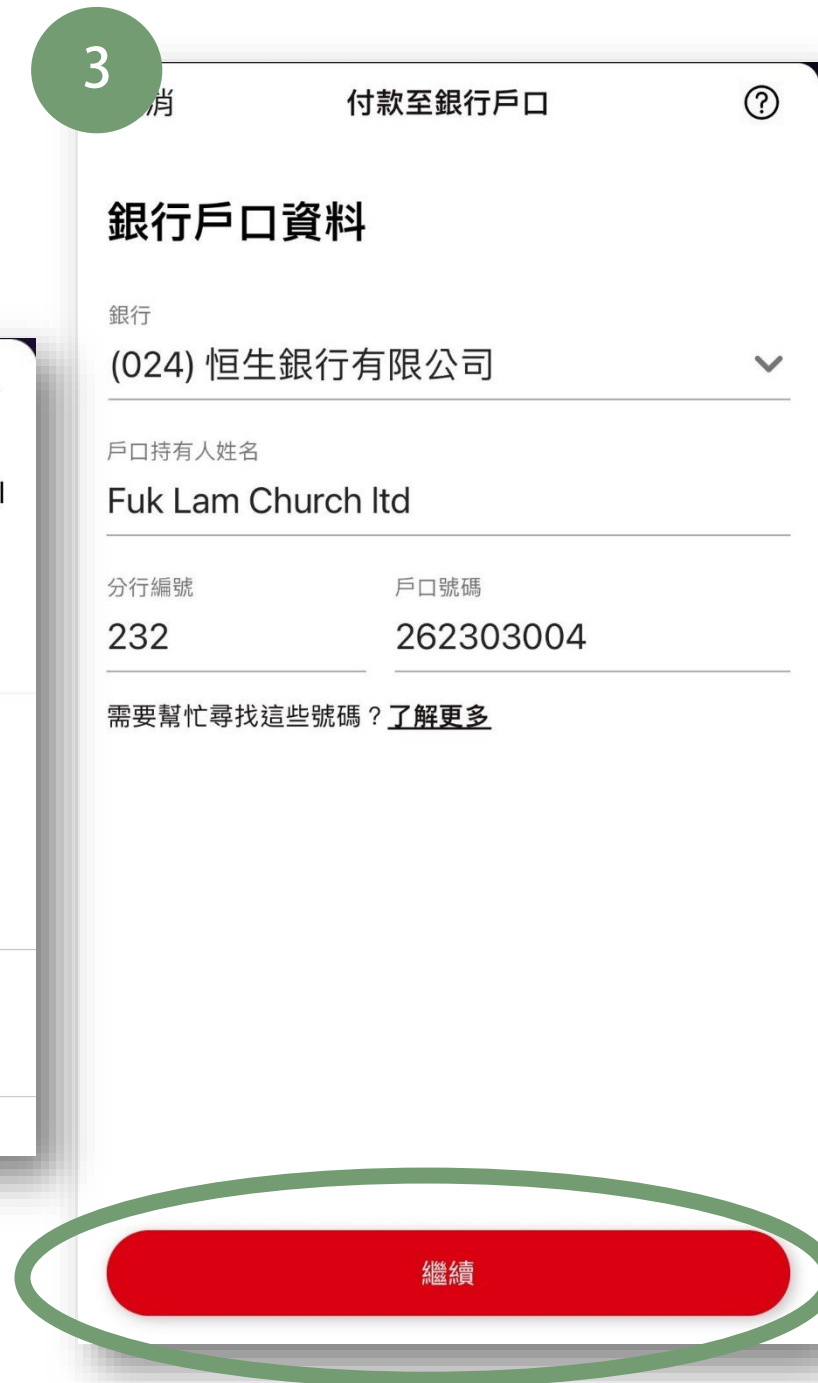 3
消
付款至銀行戶口
?
銀行戶口資料
銀行
(024) 恒生銀行有限公司
戶口持有人姓名
Fuk Lam Church ltd
分行編號 戶口號碼
232 262303004
需要幫忙尋找這些號碼？了解更多
繼續